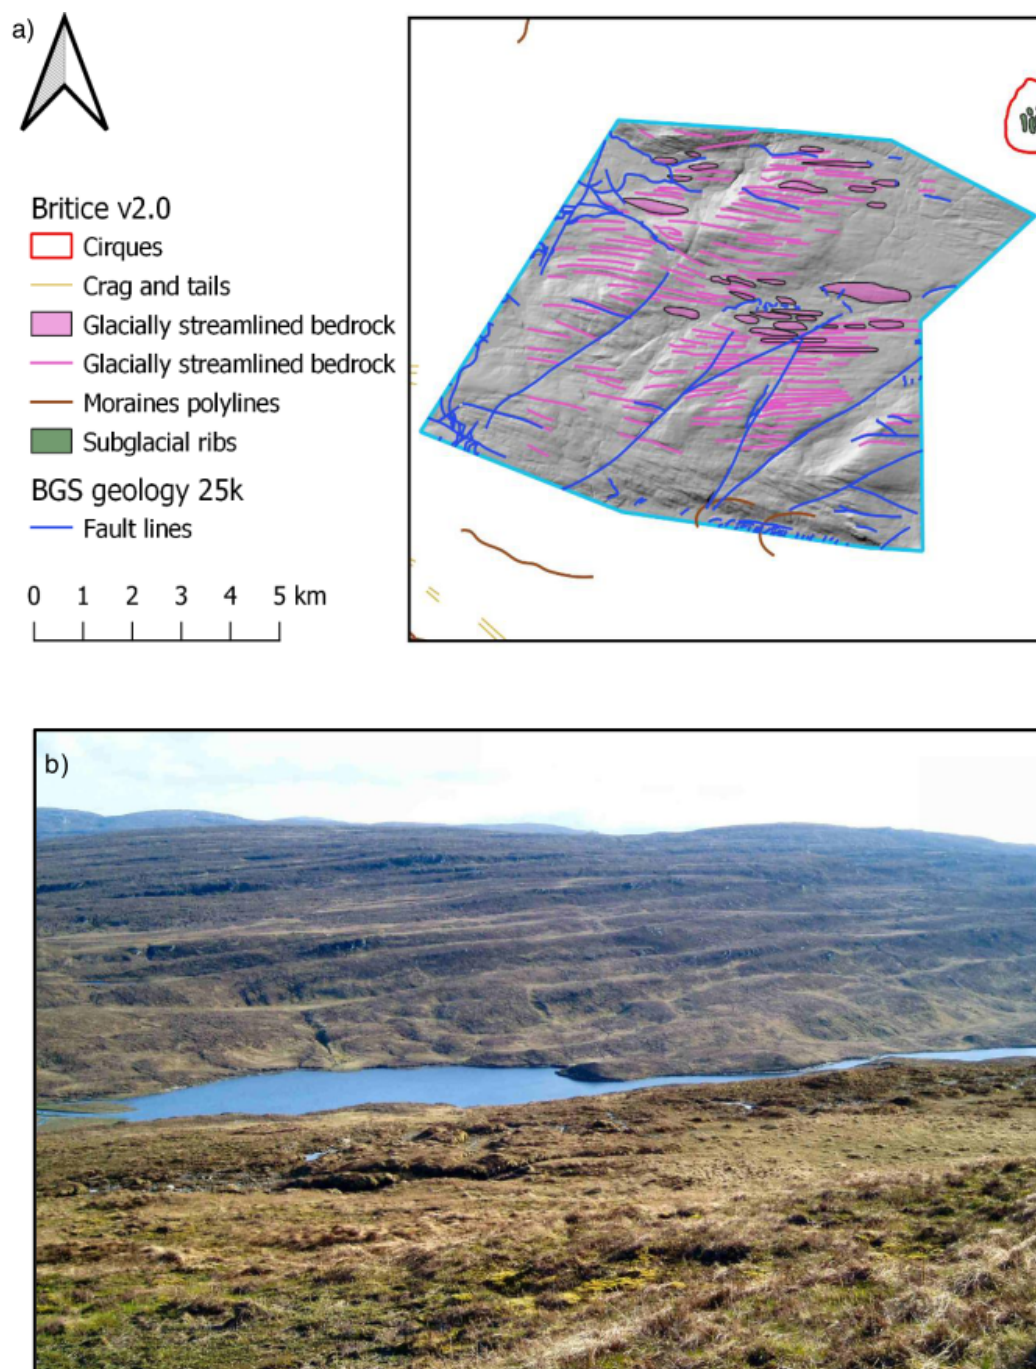 a)
Britice v2.0
Cirques
Crag and tails
Glacially streamlined bedrock
Glacially streamlined bedrock
Moraines polylines
Subglacial ribs
BGS geology 25k
Fault lines
0 1 2 3 4 5 km
b)